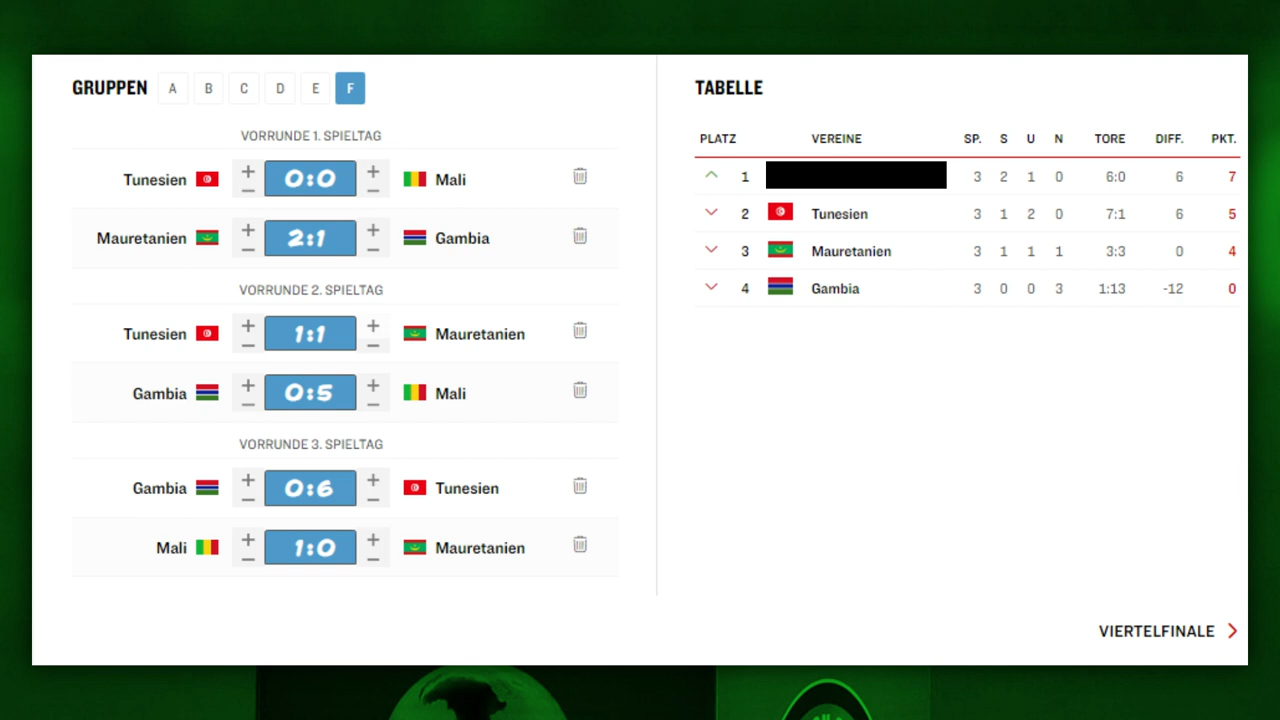 GRUPPEN A B C D E F
VORRUNDE 1. SPIELTAG
Tunesien + − 0:0 + − Mali
Mauretanien + − 2:1 + − Gambia
VORRUNDE 2. SPIELTAG
Tunesien + − 1:1 + − Mauretanien
Gambia + − 0:5 + − Mali
VORRUNDE 3. SPIELTAG
Gambia + − 0:6 + − Tunesien
Mali + − 1:0 + − Mauretanien
TABELLE
PLATZ VEREINE SP. S U N TORE DIFF. PKT.
1 3 2 1 0 6:0 6 7
2 Tunesien 3 1 2 0 7:1 6 5
3 Mauretanien 3 1 1 1 3:3 0 4
4 Gambia 3 0 0 3 1:13 -12 0
VIERTELFINALE